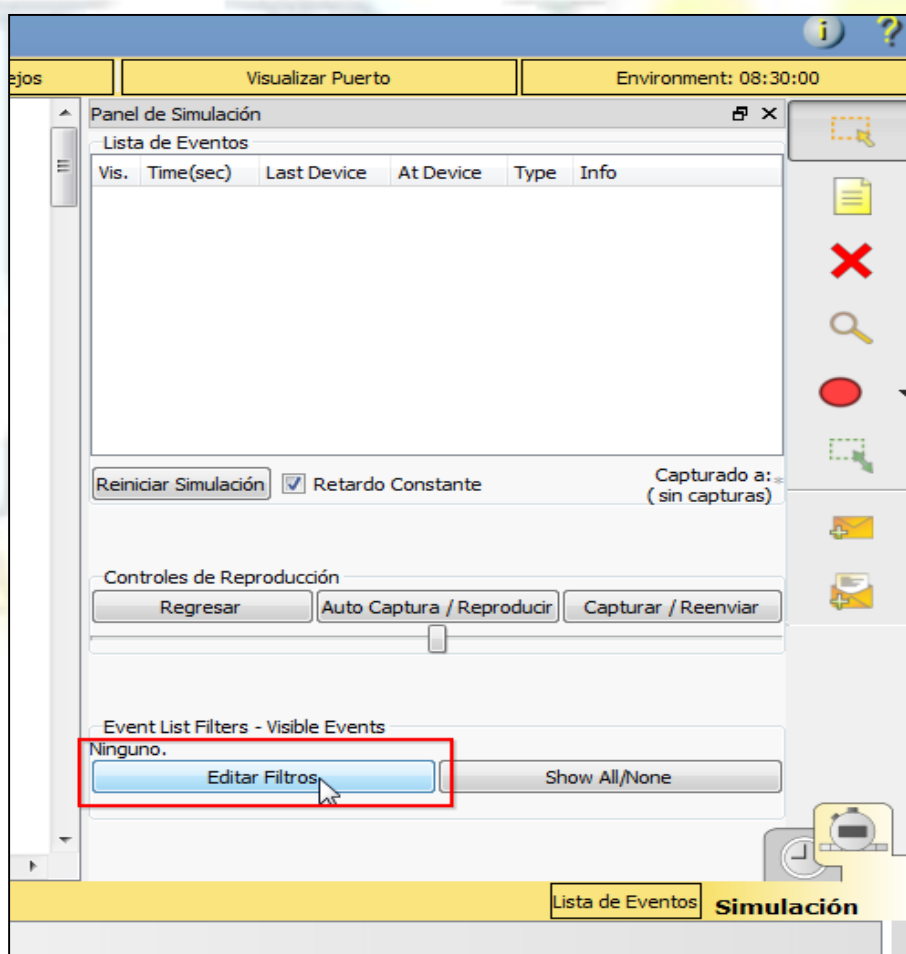 ejos
Visualizar Puerto
Environment: 08:30:00
Panel de Simulación
Lista de Eventos
Vis. Time(sec) Last Device At Device Type Info
Reiniciar Simulación Retardo Constante
Capturado a:
( sin capturas)
Controles de Reproducción
Regresar Auto Captura / Reproducir Capturar / Reenviar
Event List Filters - Visible Events
Ninguno.
Editar Filtros Show All/None
Lista de Eventos Simulación